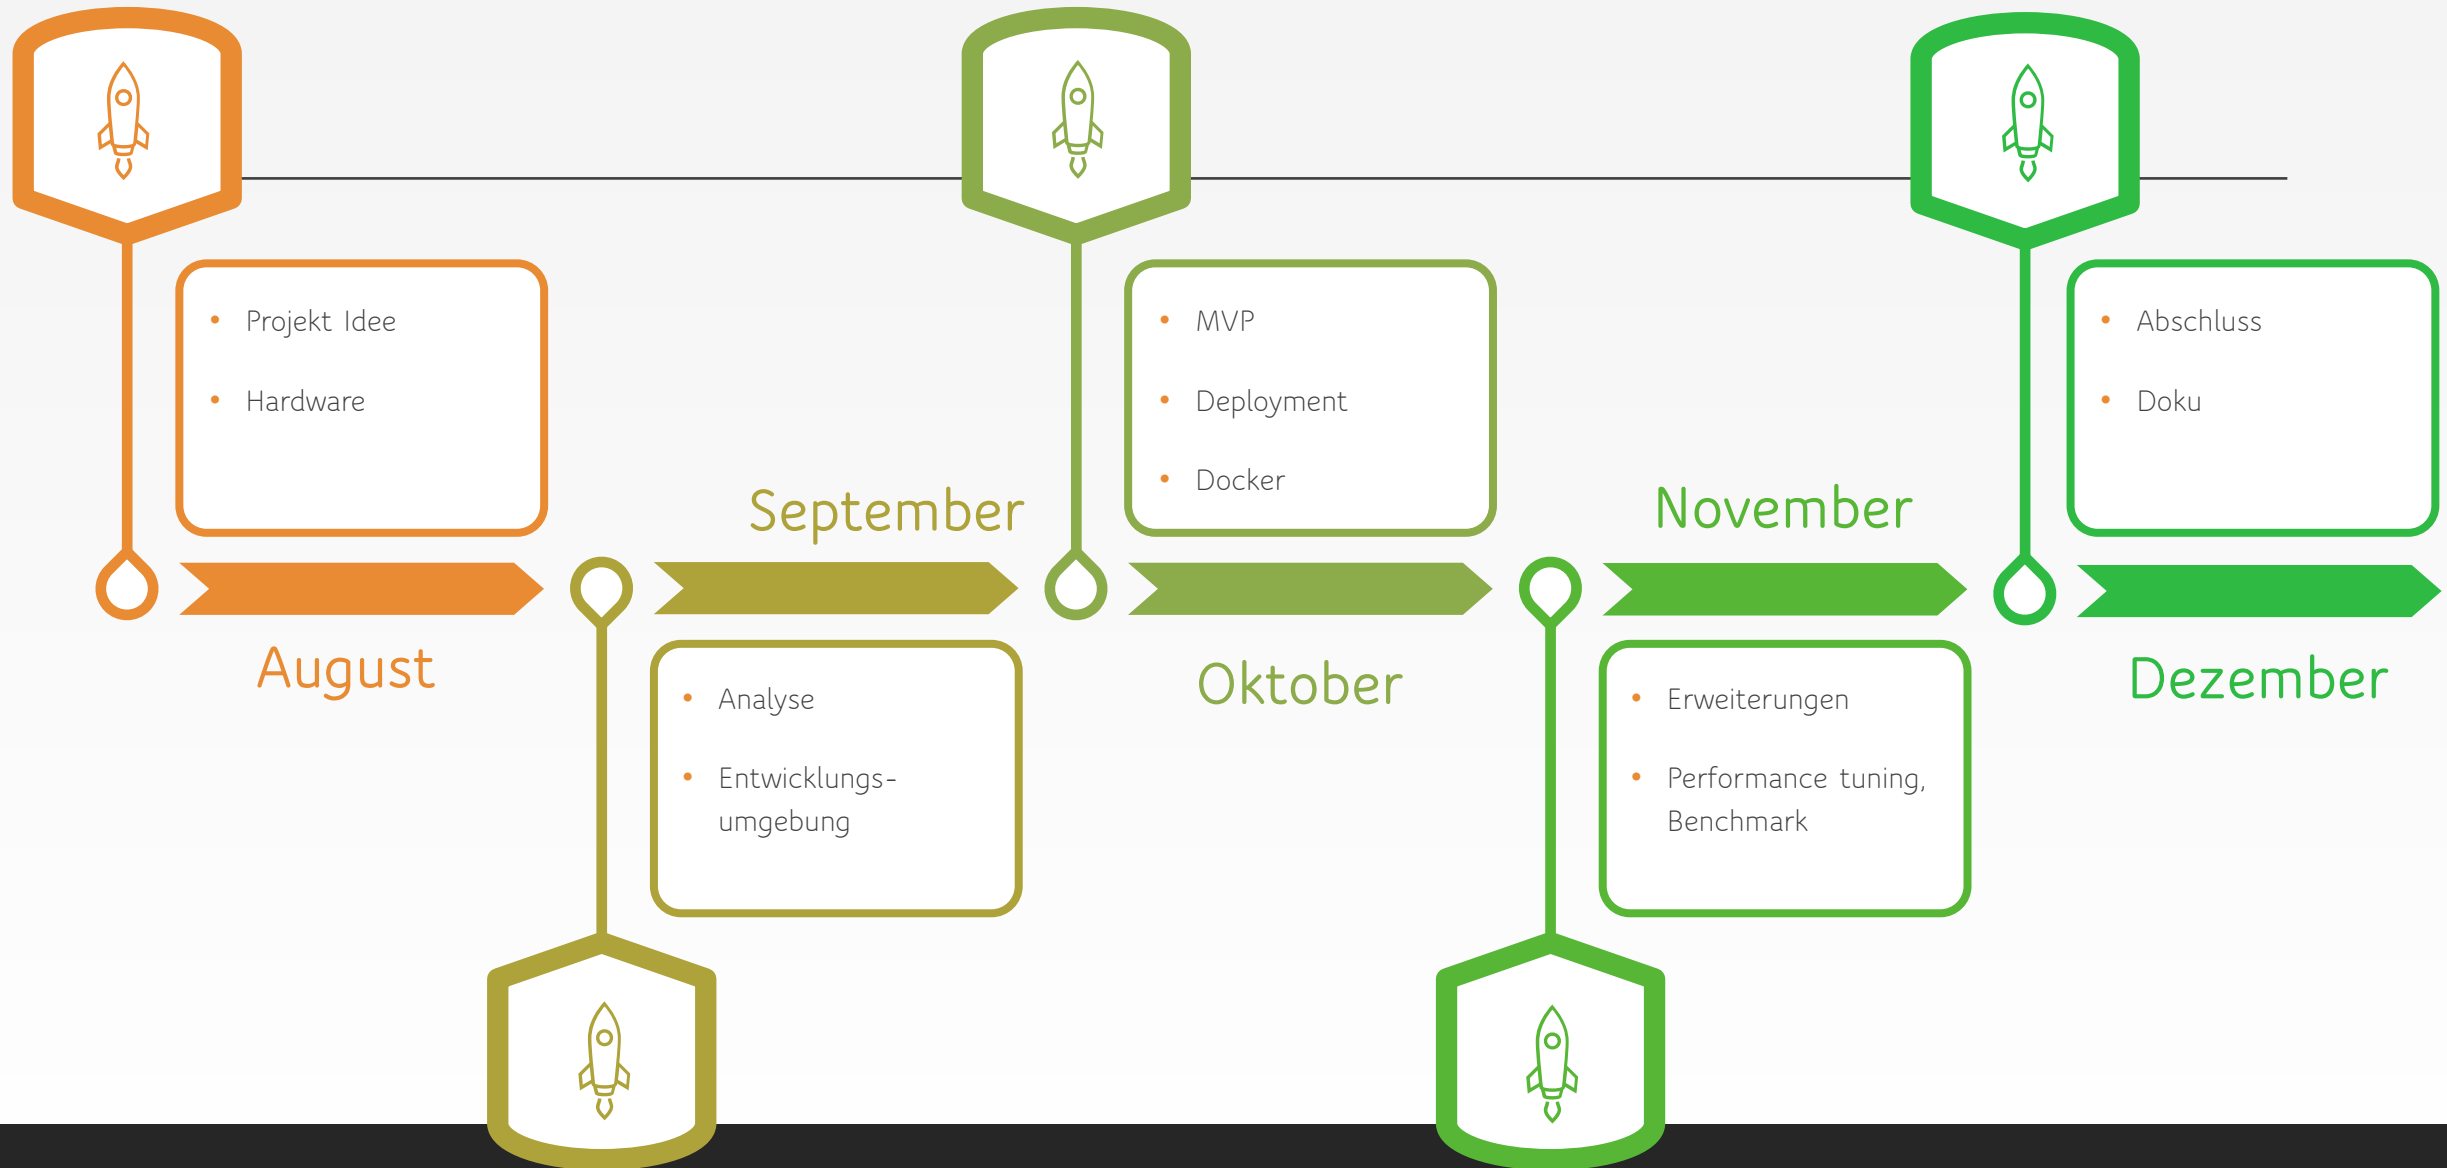 Projekt Idee
Hardware
August
September
Analyse
Entwicklungs-
umgebung
MVP
Deployment
Docker
Oktober
November
Erweiterungen
Performance tuning,
Benchmark
Abschluss
Doku
Dezember